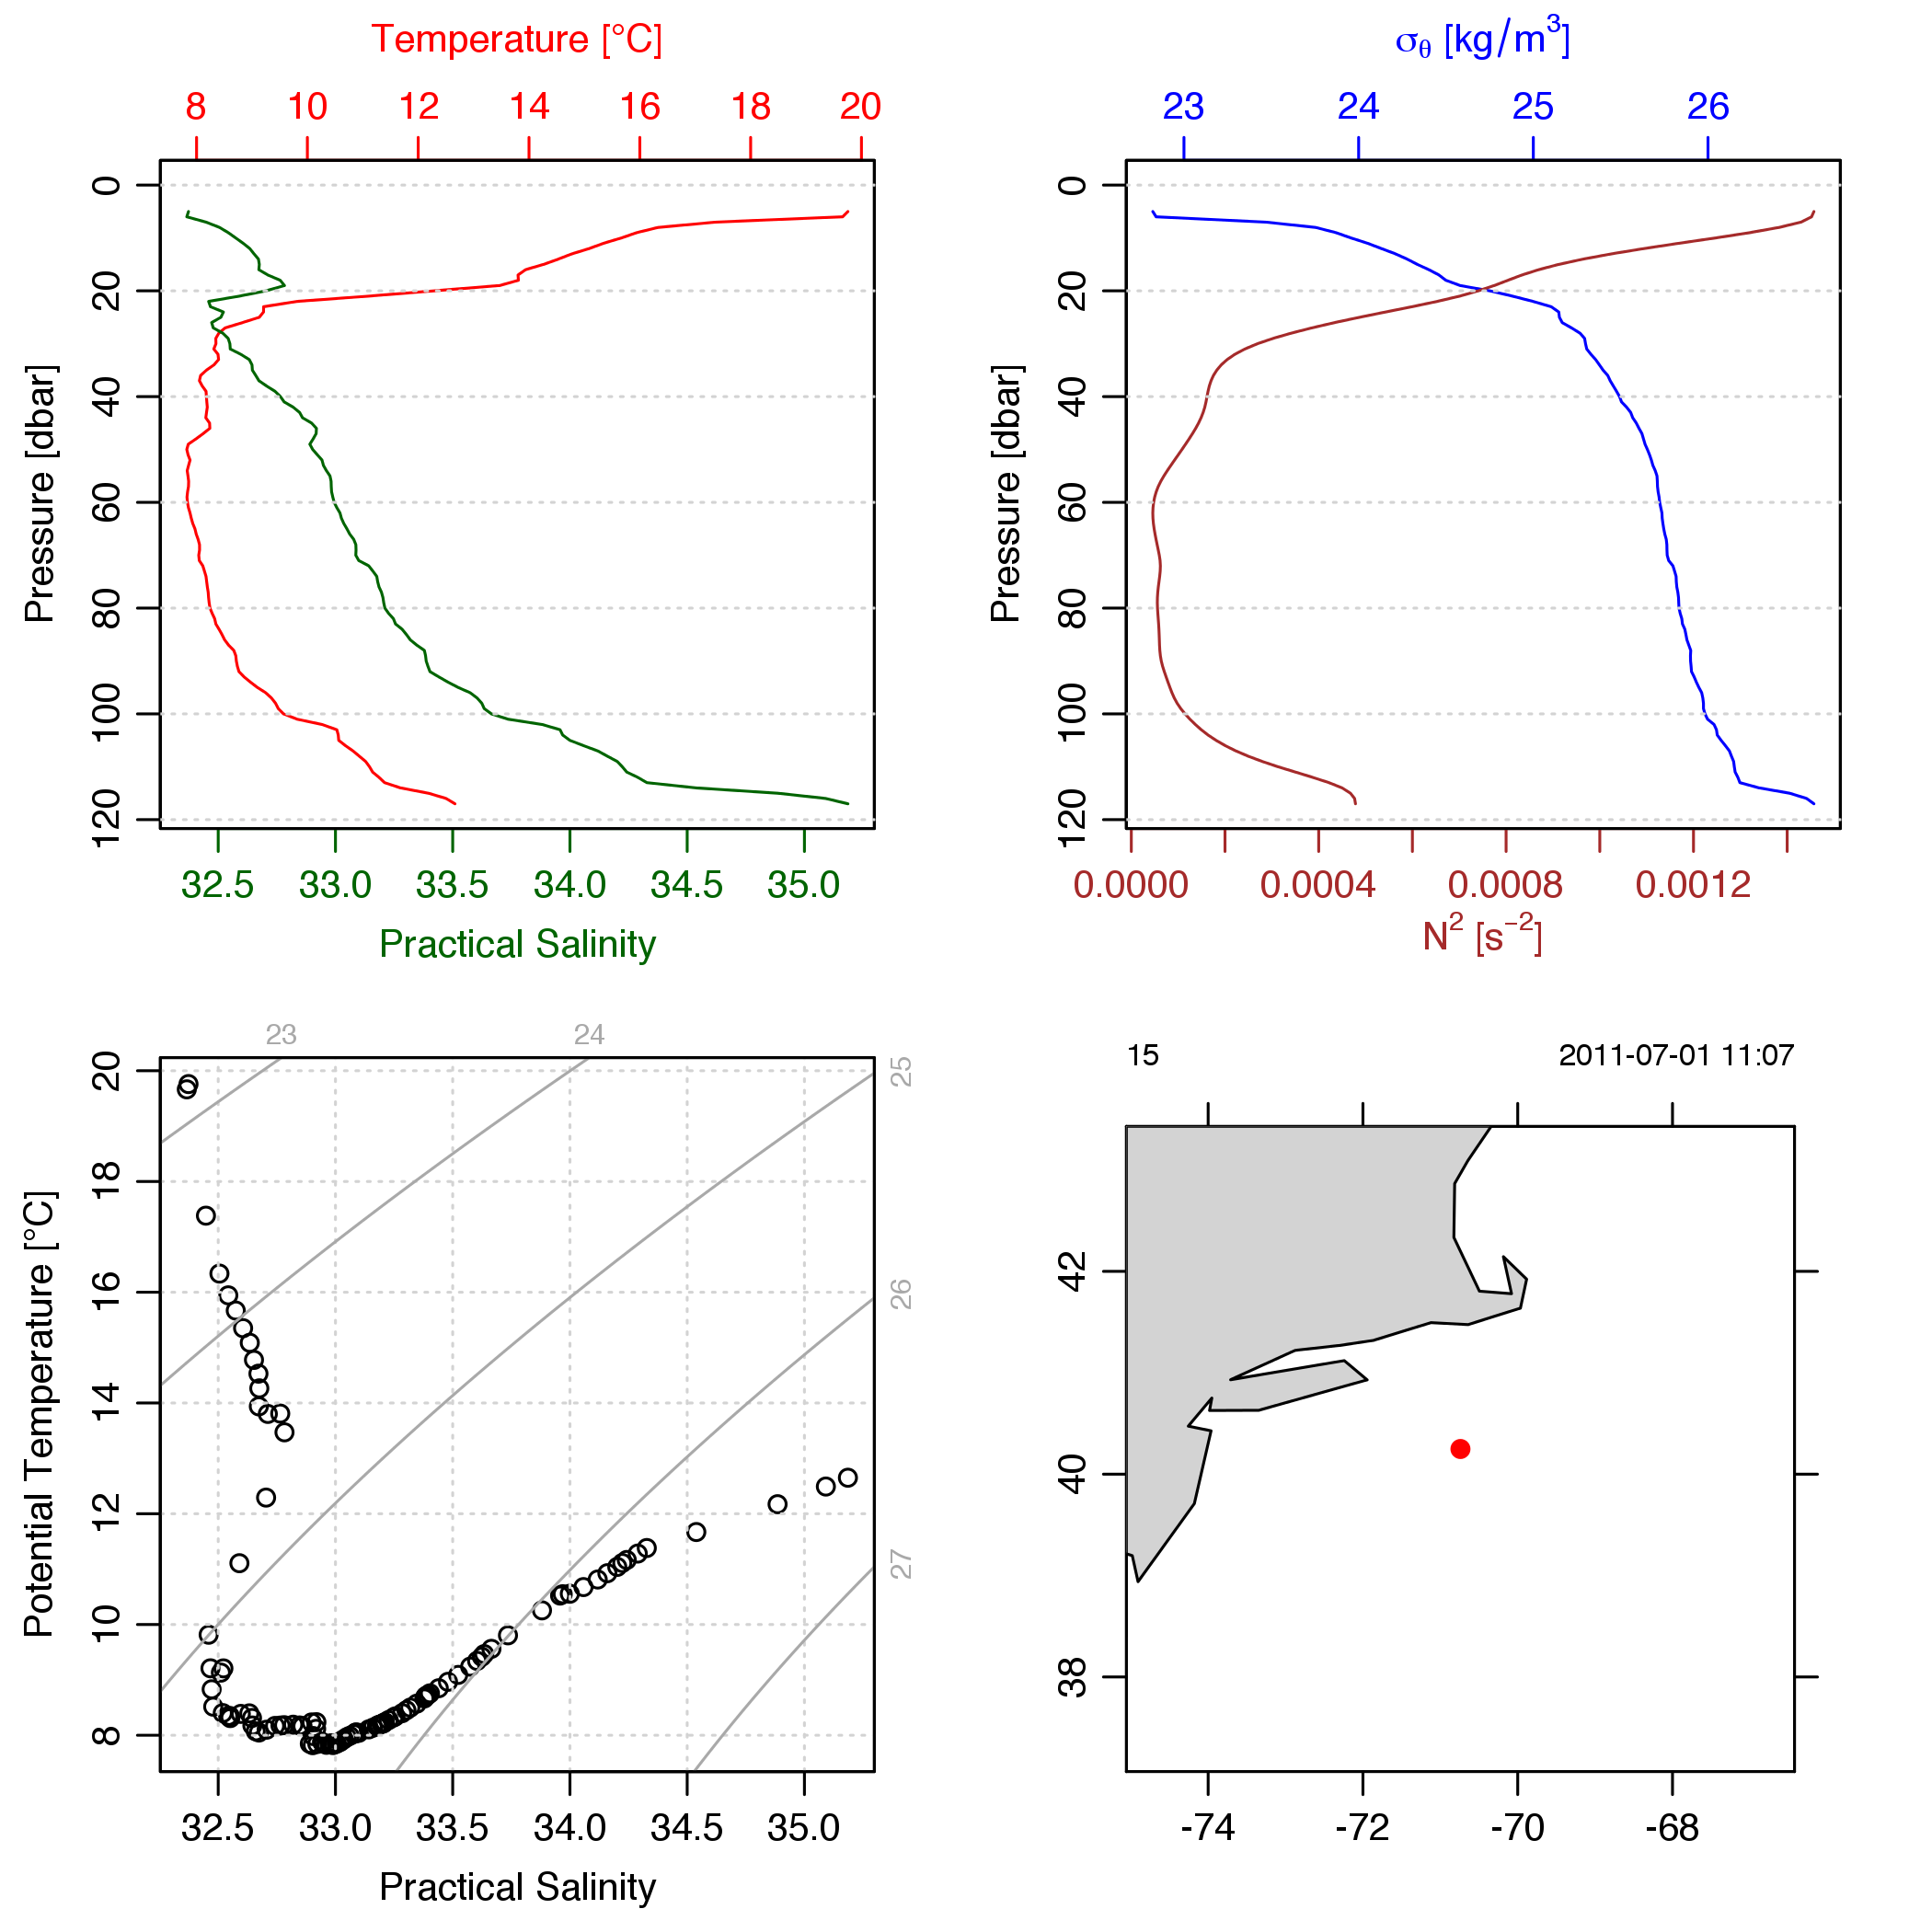 Temperature [°C]
8 10 12 14 16 18 20
0 20 40 60 80 100 120
Pressure [dbar]
32.5 33.0 33.5 34.0 34.5 35.0
Practical Salinity
σθ [kg/m³]
23 24 25 26
0 20 40 60 80 100 120
Pressure [dbar]
0.0000 0.0004 0.0008 0.0012
N² [s⁻²]
23 24
25
26
27
20 18 16 14 12 10 8
Potential Temperature [°C]
32.5 33.0 33.5 34.0 34.5 35.0
Practical Salinity
15 2011-07-01 11:07
42 40 38
-74 -72 -70 -68